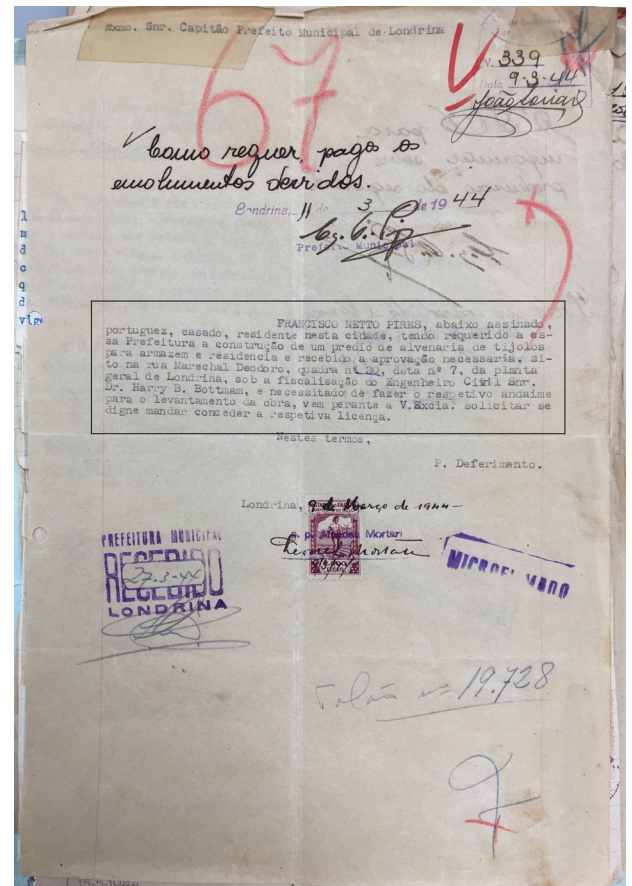 Exmo. Snr. Capitão Prefeito Municipal de Londrina
67
N. 339
Data 9-3-44
Como requer, pagos os
emolumentos devidos.
Londrina, 11 de 3 de 1944
Prefeito Municipal
FRANCISCO NETTO PIRES, abaixo assinado,
portuguez, casado, residente nesta cidade, tendo requerido a es-
sa Prefeitura a construção de um predio de alvenaria de tijolos
para armazem e residencia e recebido a aprovação necessaria, si-
to na rua Marechal Deodoro, quadra nº 30, data nº 7, da planta
geral de Londrina, sob a fiscalisação do Engenheiro Civil Snr.
Dr. Harry B. Bottmam, e necessitado de fazer o respetivo andaime
para o levantamento da obra, vem perante a V.Excia. solicitar se
digne mandar conceder a respetiva licença.
Nestes termos,
P. Deferimento.
Londrina, 9 de Março de 1944
Mortari
PREFEITURA MUNICIPAL
RECEBIDO
27-3-44
LONDRINA
MICROFILMADO
Talão nº 19.728
7